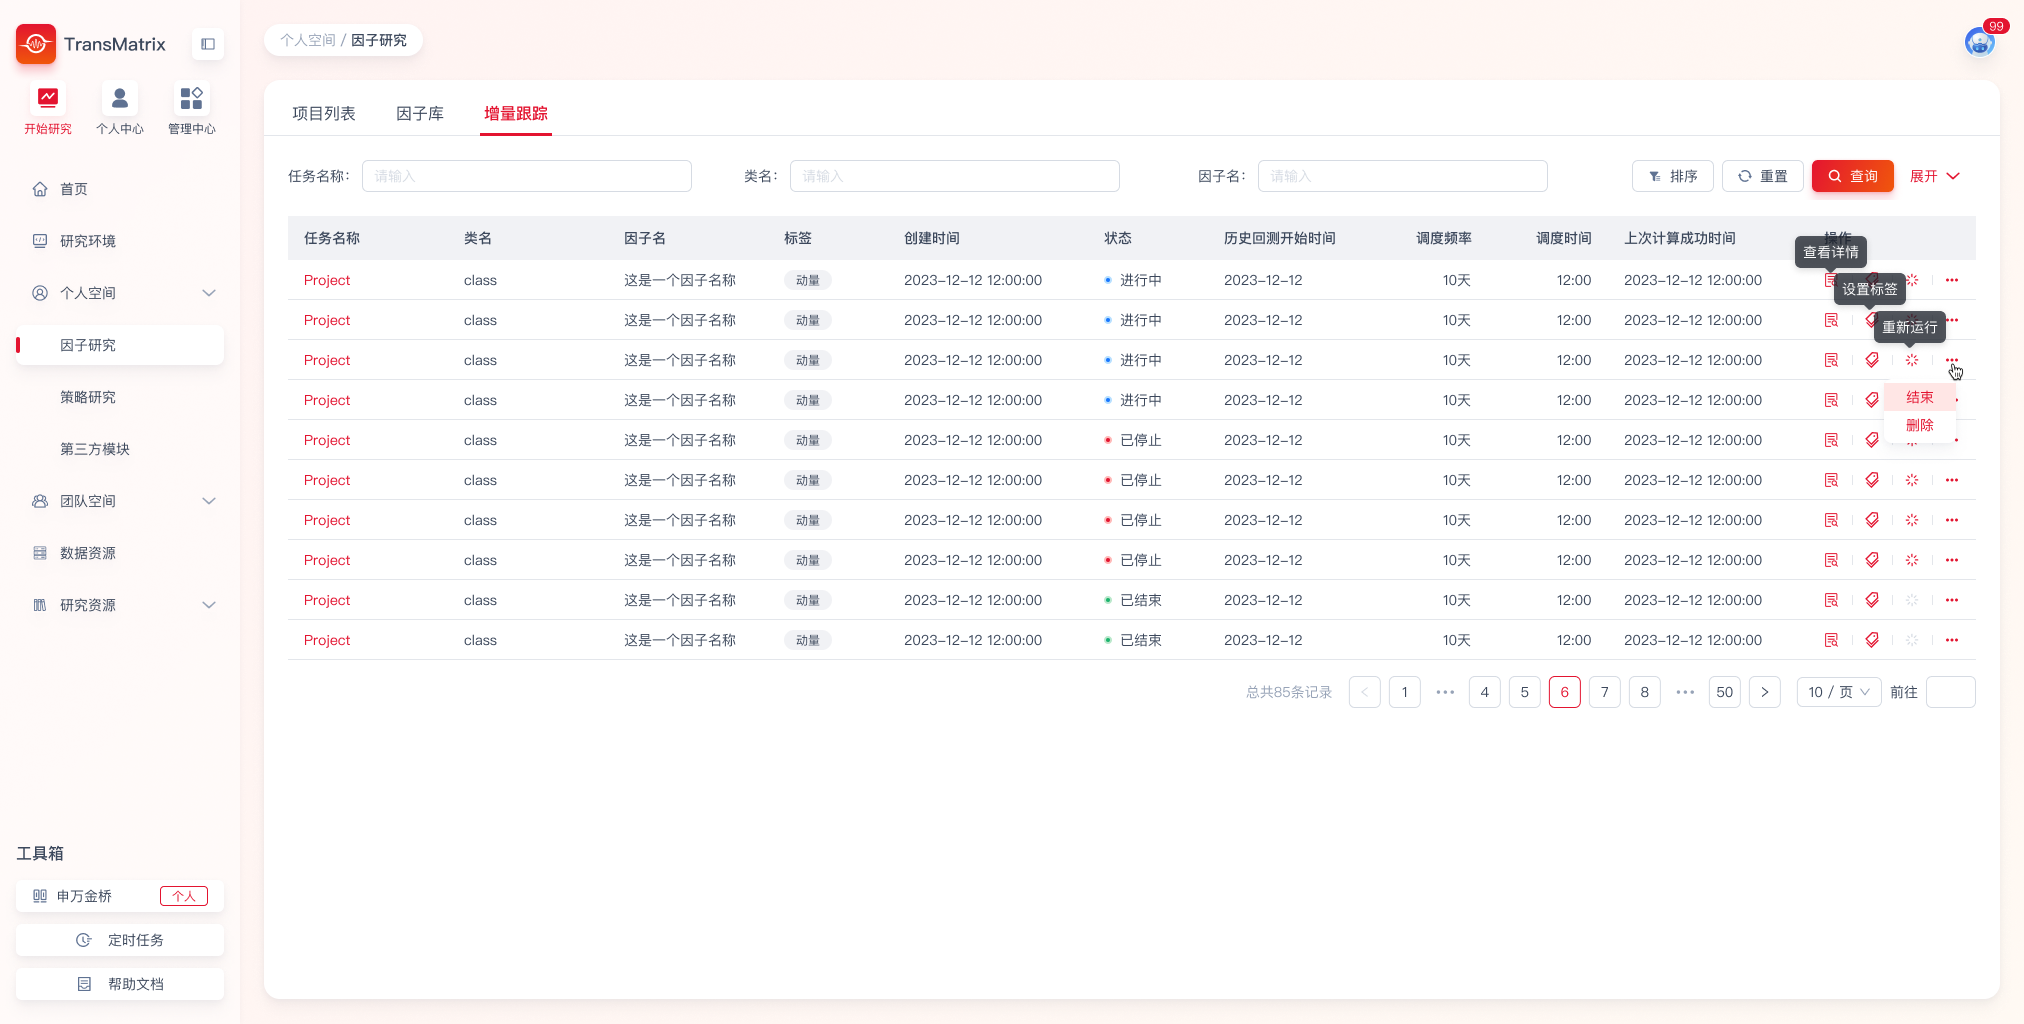 TransMatrix
开始研究 个人中心 管理中心
首页
研究环境
个人空间
因子研究
策略研究
第三方模块
团队空间
数据资源
研究资源
工具箱
申万金桥 个人
定时任务
帮助文档
个人空间 / 因子研究
99
项目列表 因子库 增量跟踪
任务名称: 请输入 类名: 请输入 因子名: 请输入 排序 重置 查询 展开
任务名称 类名 因子名 标签 创建时间 状态 历史回测开始时间 调度频率 调度时间 上次计算成功时间 操作
查看详情
Project class 这是一个因子名称 动量 2023-12-12 12:00:00 进行中 2023-12-12 10天 12:00 2023-12-12 12:00:00
设置标签
Project class 这是一个因子名称 动量 2023-12-12 12:00:00 进行中 2023-12-12 10天 12:00 2023-12-12 12:00:00
重新运行
Project class 这是一个因子名称 动量 2023-12-12 12:00:00 进行中 2023-12-12 10天 12:00 2023-12-12 12:00:00
Project class 这是一个因子名称 动量 2023-12-12 12:00:00 进行中 2023-12-12 10天 12:00 2023-12-12 12:00:00
结束
删除
Project class 这是一个因子名称 动量 2023-12-12 12:00:00 已停止 2023-12-12 10天 12:00 2023-12-12 12:00:00
Project class 这是一个因子名称 动量 2023-12-12 12:00:00 已停止 2023-12-12 10天 12:00 2023-12-12 12:00:00
Project class 这是一个因子名称 动量 2023-12-12 12:00:00 已停止 2023-12-12 10天 12:00 2023-12-12 12:00:00
Project class 这是一个因子名称 动量 2023-12-12 12:00:00 已停止 2023-12-12 10天 12:00 2023-12-12 12:00:00
Project class 这是一个因子名称 动量 2023-12-12 12:00:00 已结束 2023-12-12 10天 12:00 2023-12-12 12:00:00
Project class 这是一个因子名称 动量 2023-12-12 12:00:00 已结束 2023-12-12 10天 12:00 2023-12-12 12:00:00
总共85条记录 < 1 ••• 4 5 6 7 8 ••• 50 > 10 / 页 前往